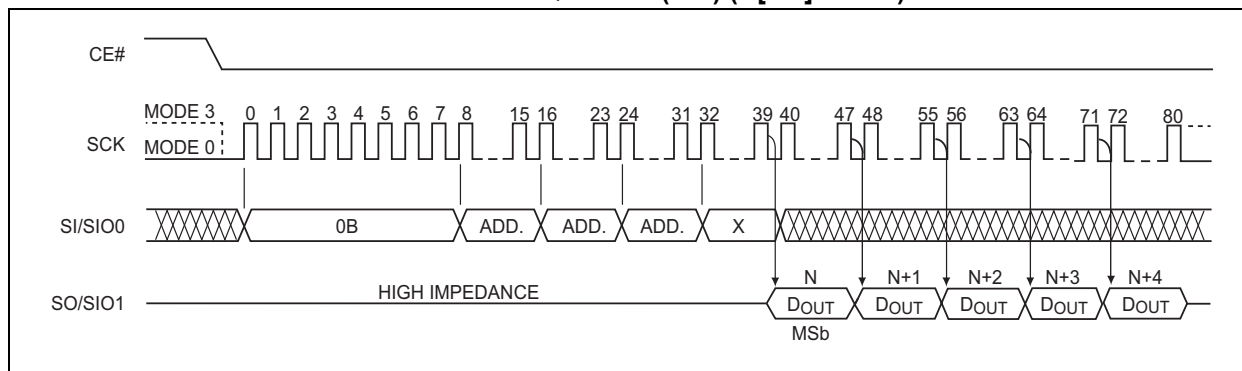 CE#
MODE 3 0 1 2 3 4 5 6 7 8 15 16 23 24 31 32 39 40 47 48 55 56 63 64 71 72 80
SCK
MODE 0
SI/SIO0 0B ADD. ADD. ADD. X
N N+1 N+2 N+3 N+4
SO/SIO1 HIGH IMPEDANCE DOUT DOUT DOUT DOUT DOUT
MSb